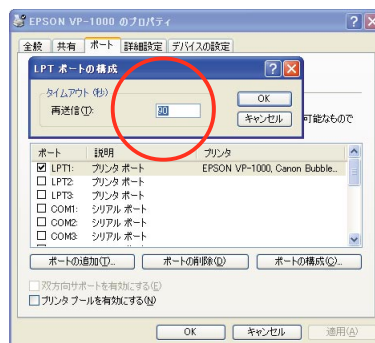 EPSON VP-1000 のプロパティ
全般 共有 ポート 詳細設定 デバイスの設定
LPT ポートの構成
タイムアウト (秒)
再送信(T): 90
OK
キャンセル
可能なもので
ポート 説明 プリンタ
LPT1: プリンタ ポート EPSON VP-1000, Canon Bubble...
LPT2: プリンタ ポート
LPT3: プリンタ ポート
COM1: シリアル ポート
COM2: シリアル ポート
COM3: シリアル ポート
ポートの追加(T)... ポートの削除(D) ポートの構成(C)...
双方向サポートを有効にする(E)
プリンタ プールを有効にする(N)
OK キャンセル 適用(A)